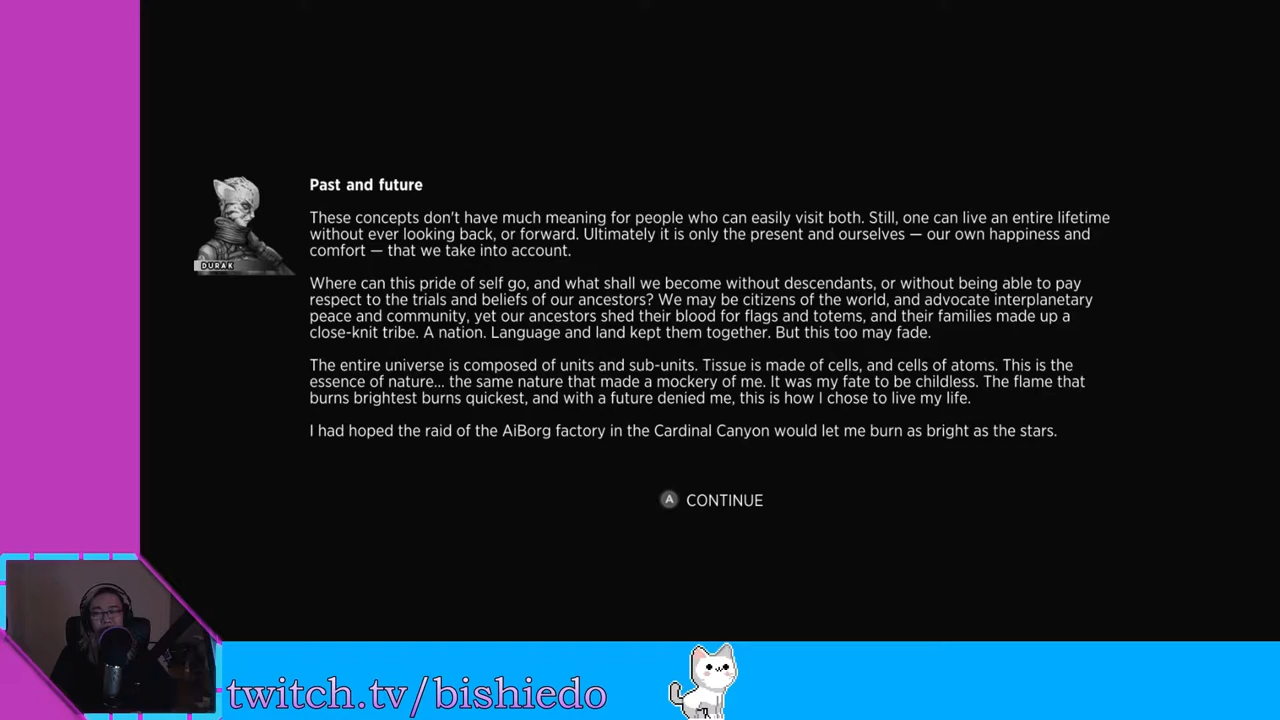 Past and future
These concepts don't have much meaning for people who can easily visit both. Still, one can live an entire lifetime
without ever looking back, or forward. Ultimately it is only the present and ourselves — our own happiness and
comfort — that we take into account.
Where can this pride of self go, and what shall we become without descendants, or without being able to pay
respect to the trials and beliefs of our ancestors? We may be citizens of the world, and advocate interplanetary
peace and community, yet our ancestors shed their blood for flags and totems, and their families made up a
close-knit tribe. A nation. Language and land kept them together. But this too may fade.
The entire universe is composed of units and sub-units. Tissue is made of cells, and cells of atoms. This is the
essence of nature... the same nature that made a mockery of me. It was my fate to be childless. The flame that
burns brightest burns quickest, and with a future denied me, this is how I chose to live my life.
I had hoped the raid of the AiBorg factory in the Cardinal Canyon would let me burn as bright as the stars.
DURAK
A CONTINUE
twitch.tv/bishiedo